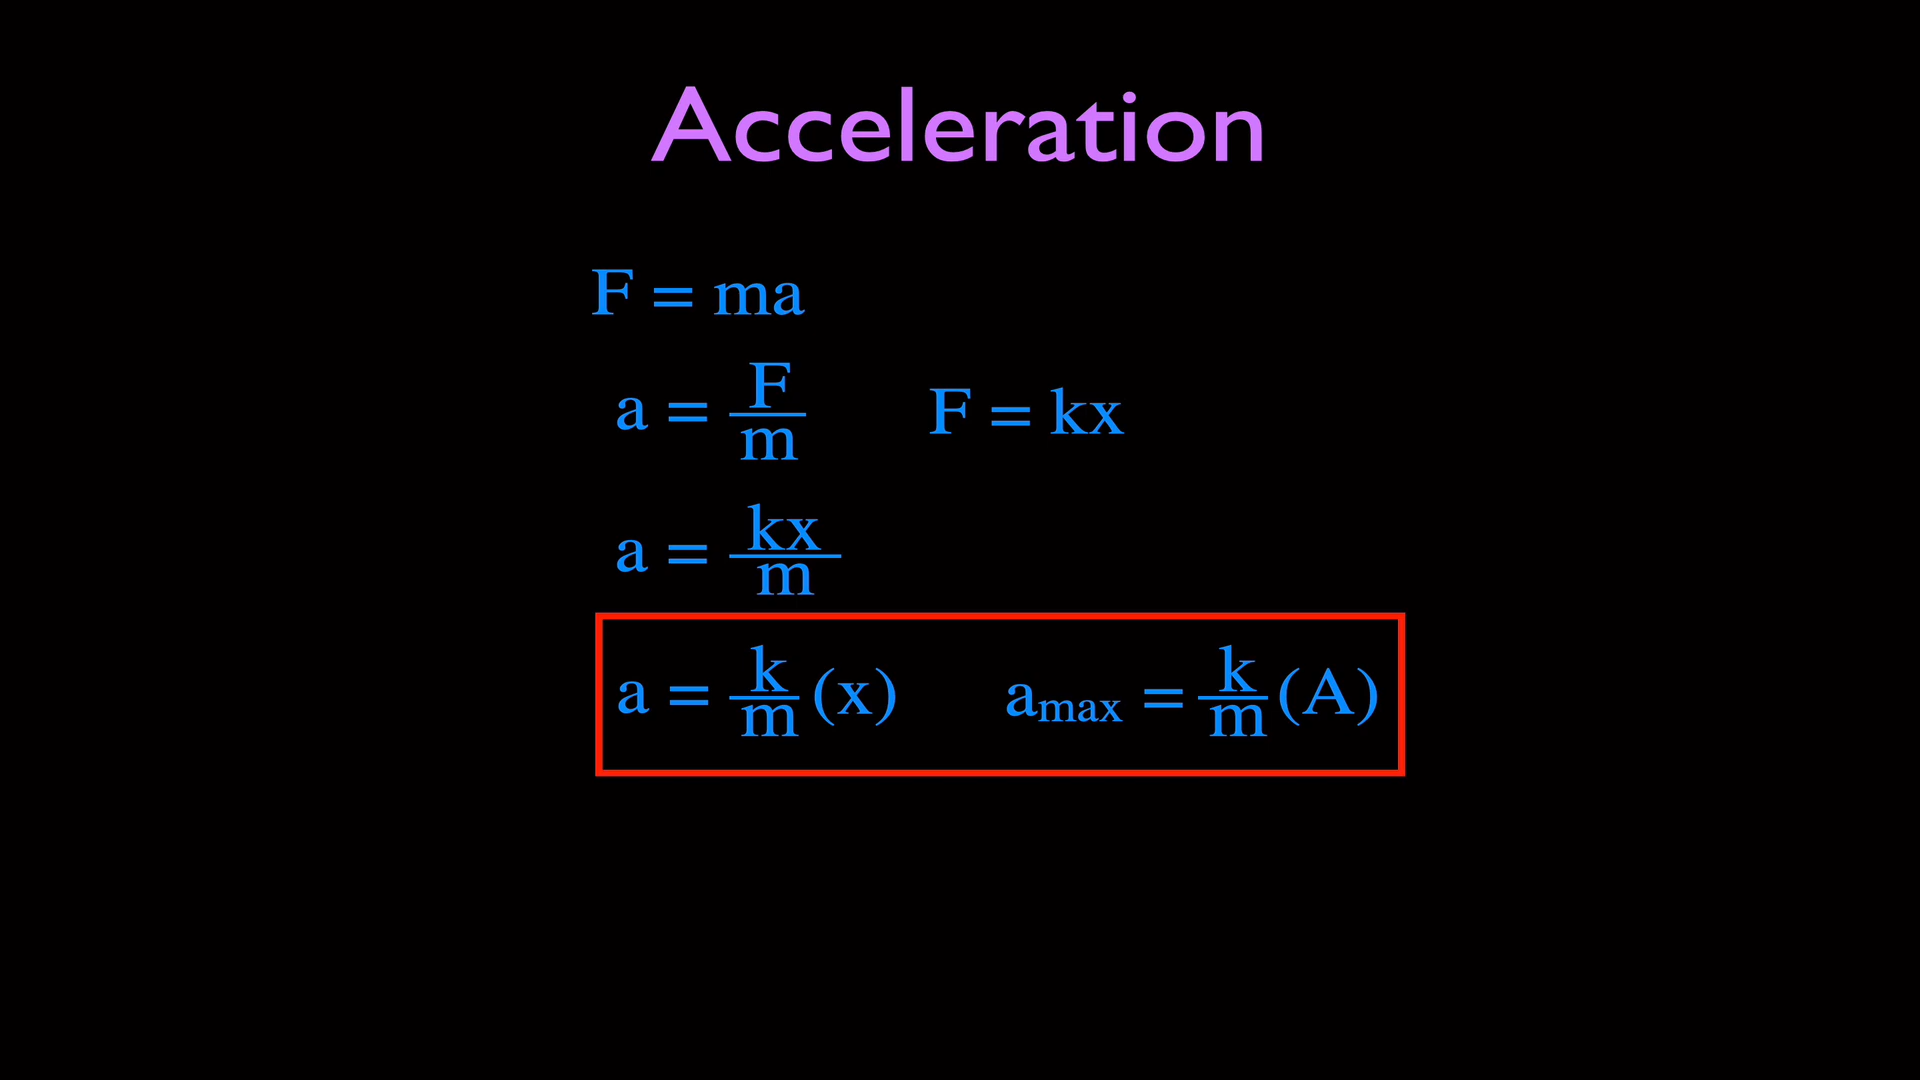 Acceleration
F = ma
a = F/m    F = kx
a = kx/m
a = k/m (x)    amax = k/m (A)